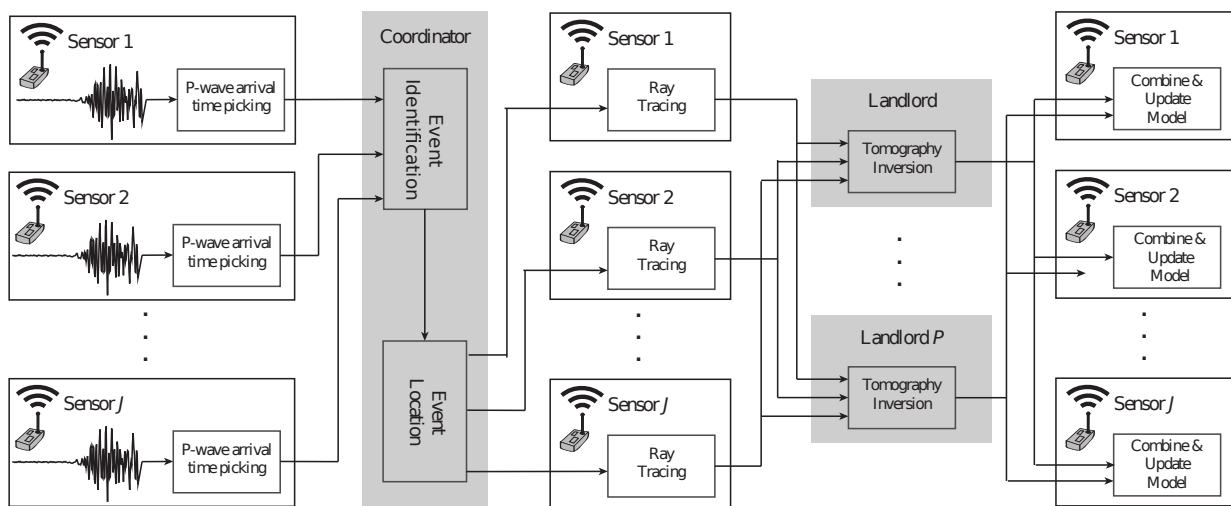 Sensor 1
P-wave arrival
time picking
Sensor 2
P-wave arrival
time picking
Sensor J
P-wave arrival
time picking
Coordinator
Event
Identification
Event
Location
Sensor 1
Ray
Tracing
Sensor 2
Ray
Tracing
Sensor J
Ray
Tracing
Landlord
Tomography
Inversion
Landlord P
Tomography
Inversion
Sensor 1
Combine &
Update
Model
Sensor 2
Combine &
Update
Model
Sensor J
Combine &
Update
Model